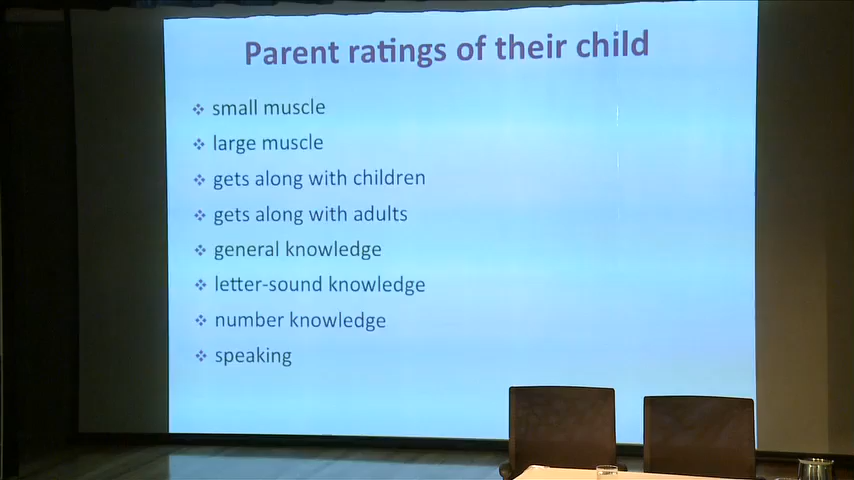 Parent ratings of their child
❖ small muscle
❖ large muscle
❖ gets along with children
❖ gets along with adults
❖ general knowledge
❖ letter-sound knowledge
❖ number knowledge
❖ speaking